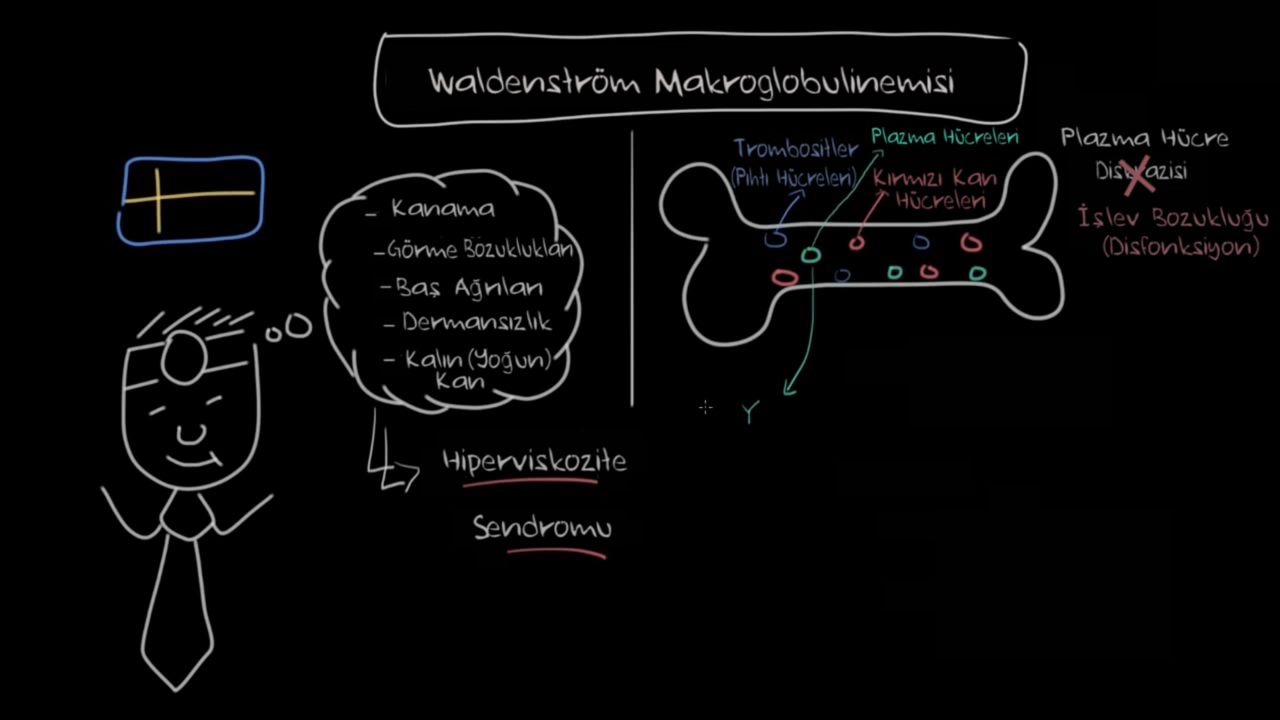 Waldenström Makroglobulinemisi
- Kanama
- Görme Bozuklukları
- Baş Ağrıları
- Dermansızlık
- Kalın (Yoğun)
Kan
Hiperviskozite
Sendromu
Trombositler
(Pıhtı Hücreleri)
Plazma Hücreleri
Kırmızı Kan
Hücreleri
Plazma Hücre
Diskrazisi
İşlev Bozukluğu
(Disfonksiyon)
Y